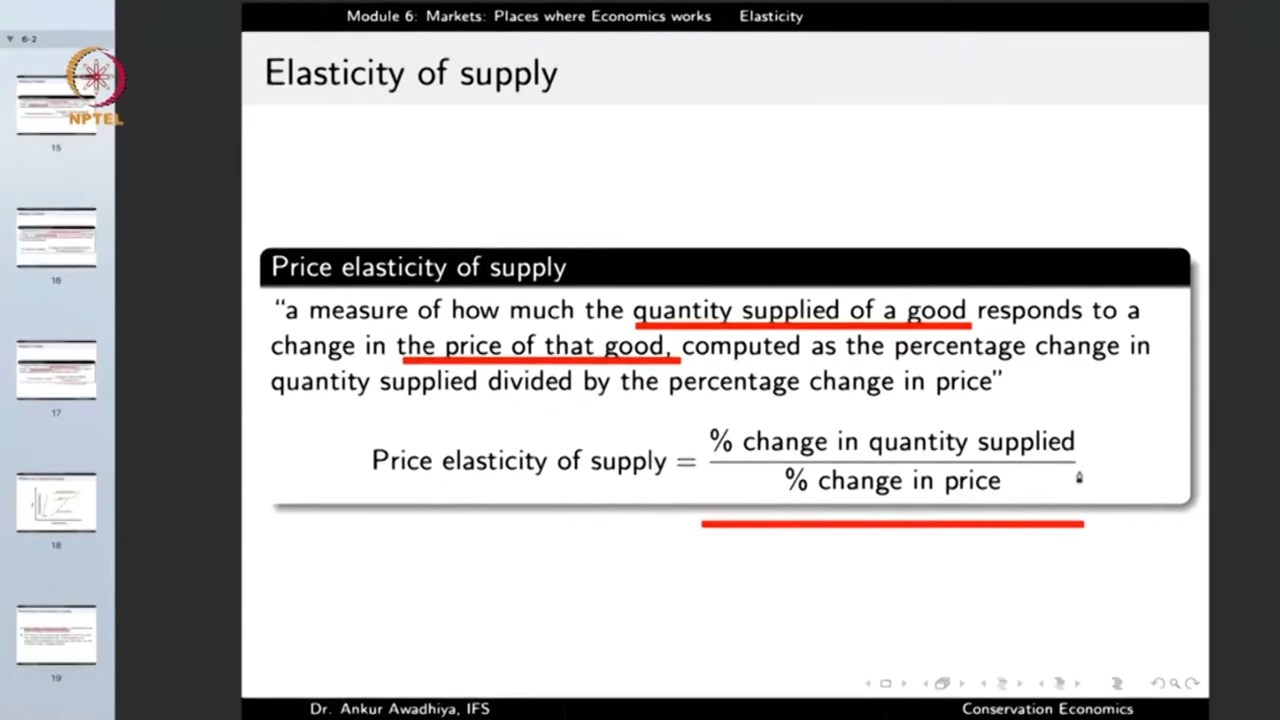 Module 6: Markets: Places where Economics works Elasticity
6-2
NPTEL
Elasticity of supply
15
Price elasticity of supply
“a measure of how much the quantity supplied of a good responds to a
change in the price of that good, computed as the percentage change in
quantity supplied divided by the percentage change in price”
Price elasticity of supply = % change in quantity supplied
% change in price
16
17
18
19
Dr. Ankur Awadhiya, IFS Conservation Economics